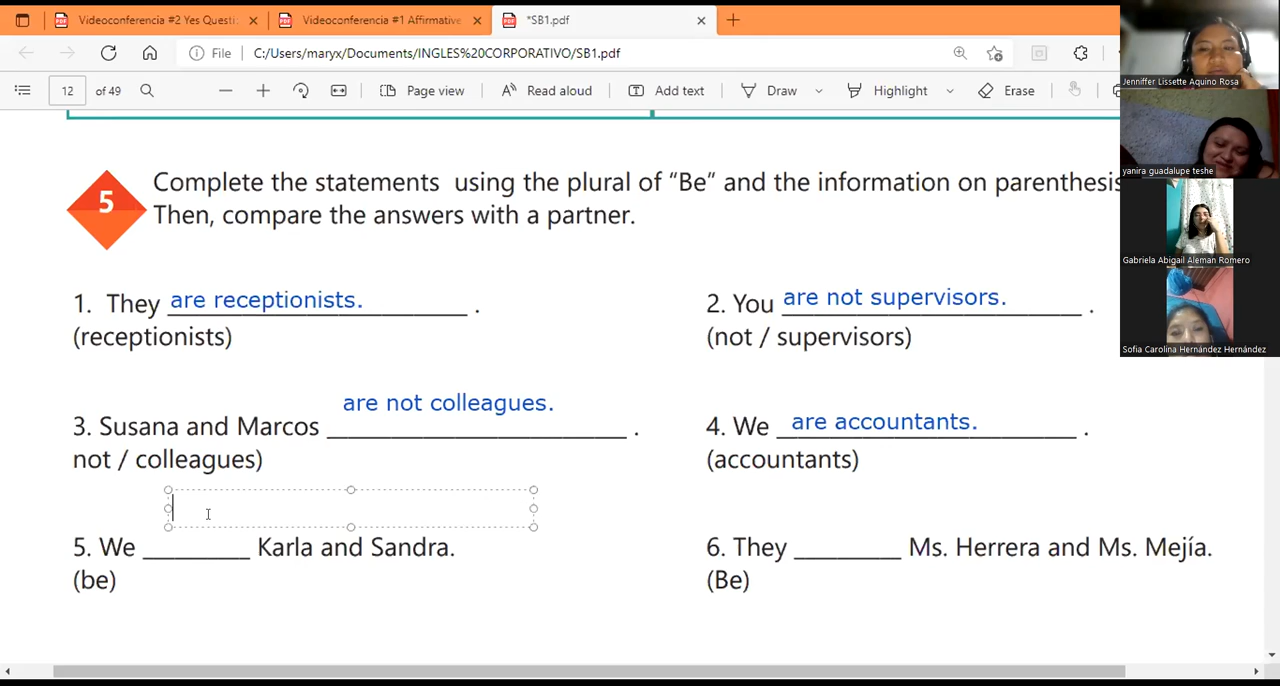 Videoconferencia #2 Yes Questi
Videoconferencia #1 Affirmative
*SB1.pdf
File
C:/Users/maryx/Documents/INGLES%20CORPORATIVO/SB1.pdf
12 of 49
Page view
Read aloud
Add text
Draw
Highlight
Erase
Jenniffer Lissette Aquino Rosa
yanira guadalupe teshe
Gabriela Abigail Aleman Romero
Sofia Carolina Hernández Hernández
5
Complete the statements using the plural of “Be” and the information on parenthesis
Then, compare the answers with a partner.
1. They are receptionists. .
(receptionists)
2. You are not supervisors. .
(not / supervisors)
3. Susana and Marcos are not colleagues. .
not / colleagues)
4. We are accountants. .
(accountants)
5. We ________ Karla and Sandra.
(be)
6. They ________ Ms. Herrera and Ms. Mejía.
(Be)